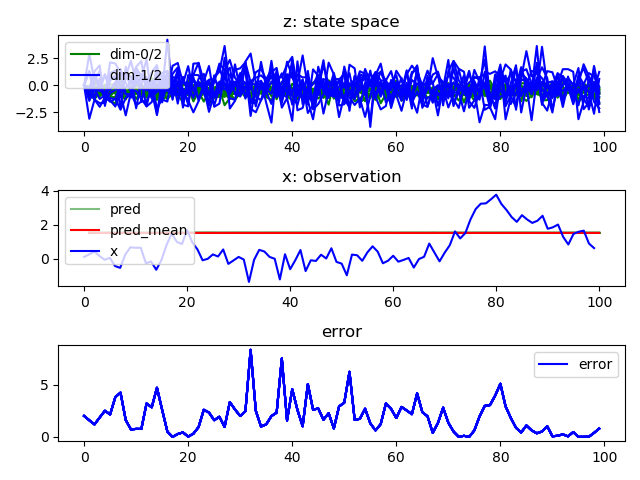 z: state space
dim-0/2
dim-1/2
2.5
0.0
−2.5
0 20 40 60 80 100
x: observation
pred
pred_mean
x
4
2
0
0 20 40 60 80 100
error
error
5
0
0 20 40 60 80 100